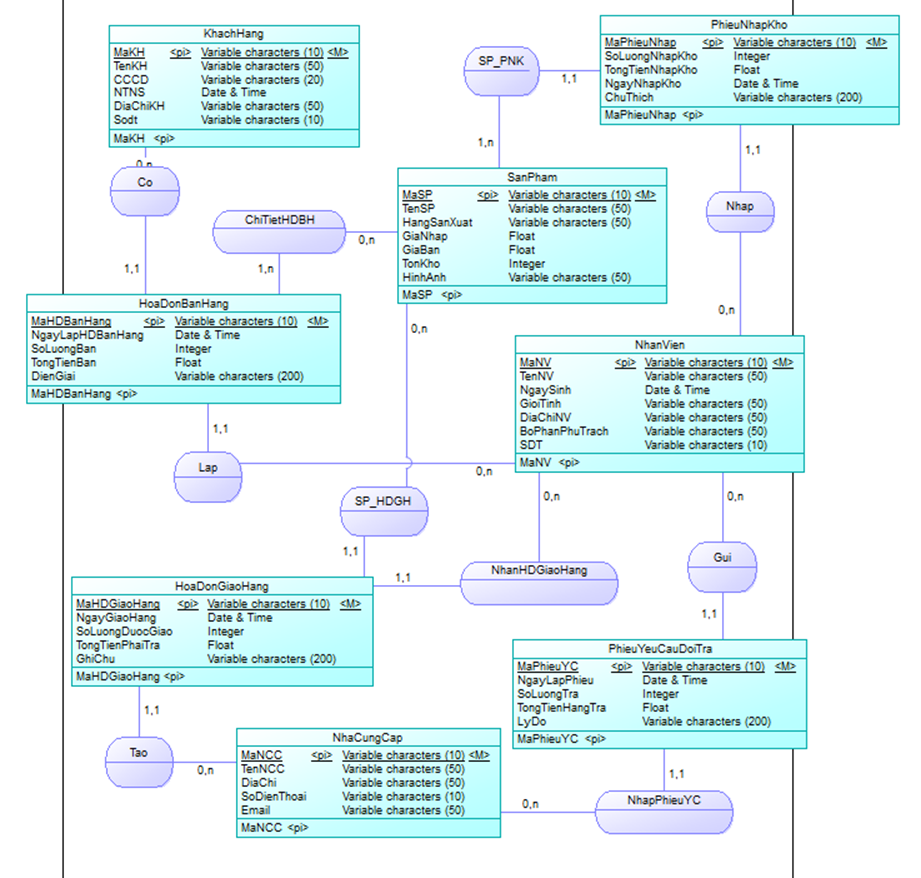 KhachHang
MaKH <pi> Variable characters (10) <M>
TenKH Variable characters (50)
CCCD Variable characters (20)
NTNS Date & Time
DiaChiKH Variable characters (50)
Sodt Variable characters (10)
MaKH <pi>
SP_PNK
1,1
1,n
PhieuNhapKho
MaPhieuNhap <pi> Variable characters (10) <M>
SoLuongNhapKho Integer
TongTienNhapKho Float
NgayNhapKho Date & Time
ChuThich Variable characters (200)
MaPhieuNhap <pi>
0,n
Co
1,1
ChiTietHDBH
0,n
1,n
SanPham
MaSP <pi> Variable characters (10) <M>
TenSP Variable characters (50)
HangSanXuat Variable characters (50)
GiaNhap Float
GiaBan Float
TonKho Integer
HinhAnh Variable characters (50)
MaSP <pi>
1,1
Nhap
0,n
0,n
HoaDonBanHang
MaHDBanHang <pi> Variable characters (10) <M>
NgayLapHDBanHang Date & Time
SoLuongBan Integer
TongTienBan Float
DienGiai Variable characters (200)
MaHDBanHang <pi>
NhanVien
MaNV <pi> Variable characters (10) <M>
TenNV Variable characters (50)
NgaySinh Date & Time
GioiTinh Variable characters (50)
DiaChiNV Variable characters (50)
BoPhanPhuTrach Variable characters (50)
SDT Variable characters (10)
MaNV <pi>
1,1
Lap
0,n
SP_HDGH
1,1
0,n
0,n
NhanHDGiaoHang
1,1
Gui
1,1
HoaDonGiaoHang
MaHDGiaoHang <pi> Variable characters (10) <M>
NgayGiaoHang Date & Time
SoLuongDuocGiao Integer
TongTienPhaiTra Float
GhiChu Variable characters (200)
MaHDGiaoHang <pi>
PhieuYeuCauDoiTra
MaPhieuYC <pi> Variable characters (10) <M>
NgayLapPhieu Date & Time
SoLuongTra Integer
TongTienHangTra Float
LyDo Variable characters (200)
MaPhieuYC <pi>
1,1
Tao
0,n
NhaCungCap
MaNCC <pi> Variable characters (10) <M>
TenNCC Variable characters (50)
DiaChi Variable characters (50)
SoDienThoai Variable characters (10)
Email Variable characters (50)
MaNCC <pi>
1,1
0,n
NhapPhieuYC